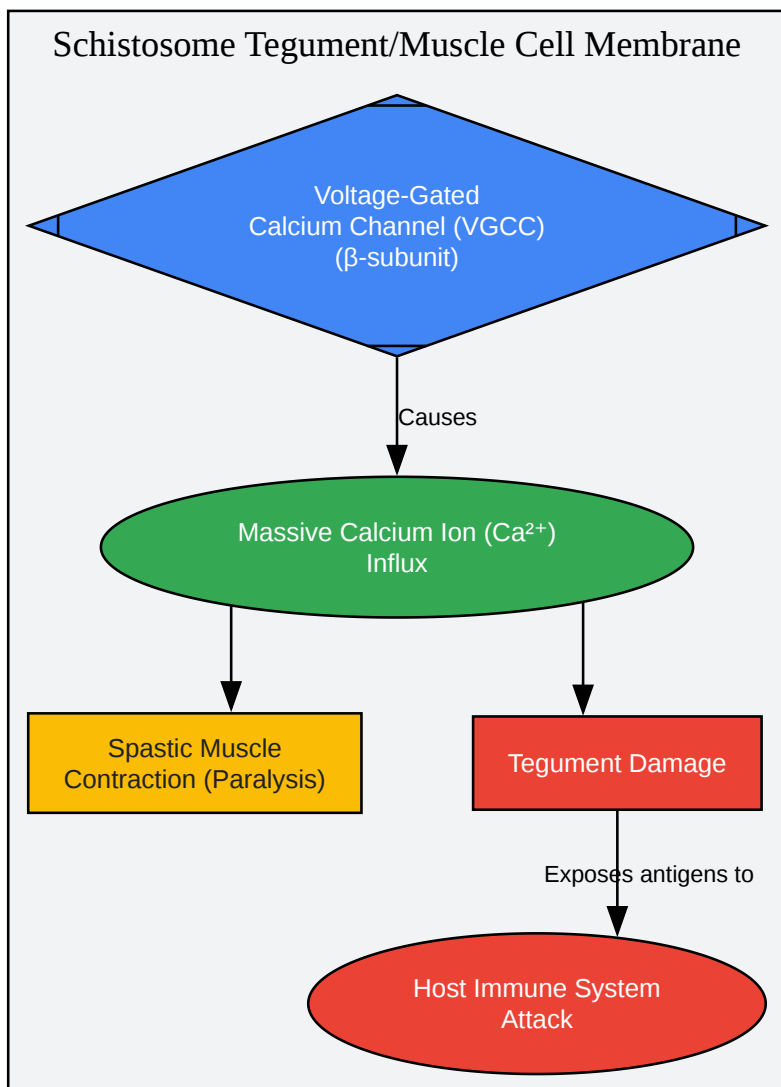 Schistosome Tegument/Muscle Cell Membrane
Voltage-Gated
Calcium Channel (VGCC)
(β-subunit)
Causes
Massive Calcium Ion (Ca²⁺)
Influx
Spastic Muscle
Contraction (Paralysis)
Tegument Damage
Exposes antigens to
Host Immune System
Attack